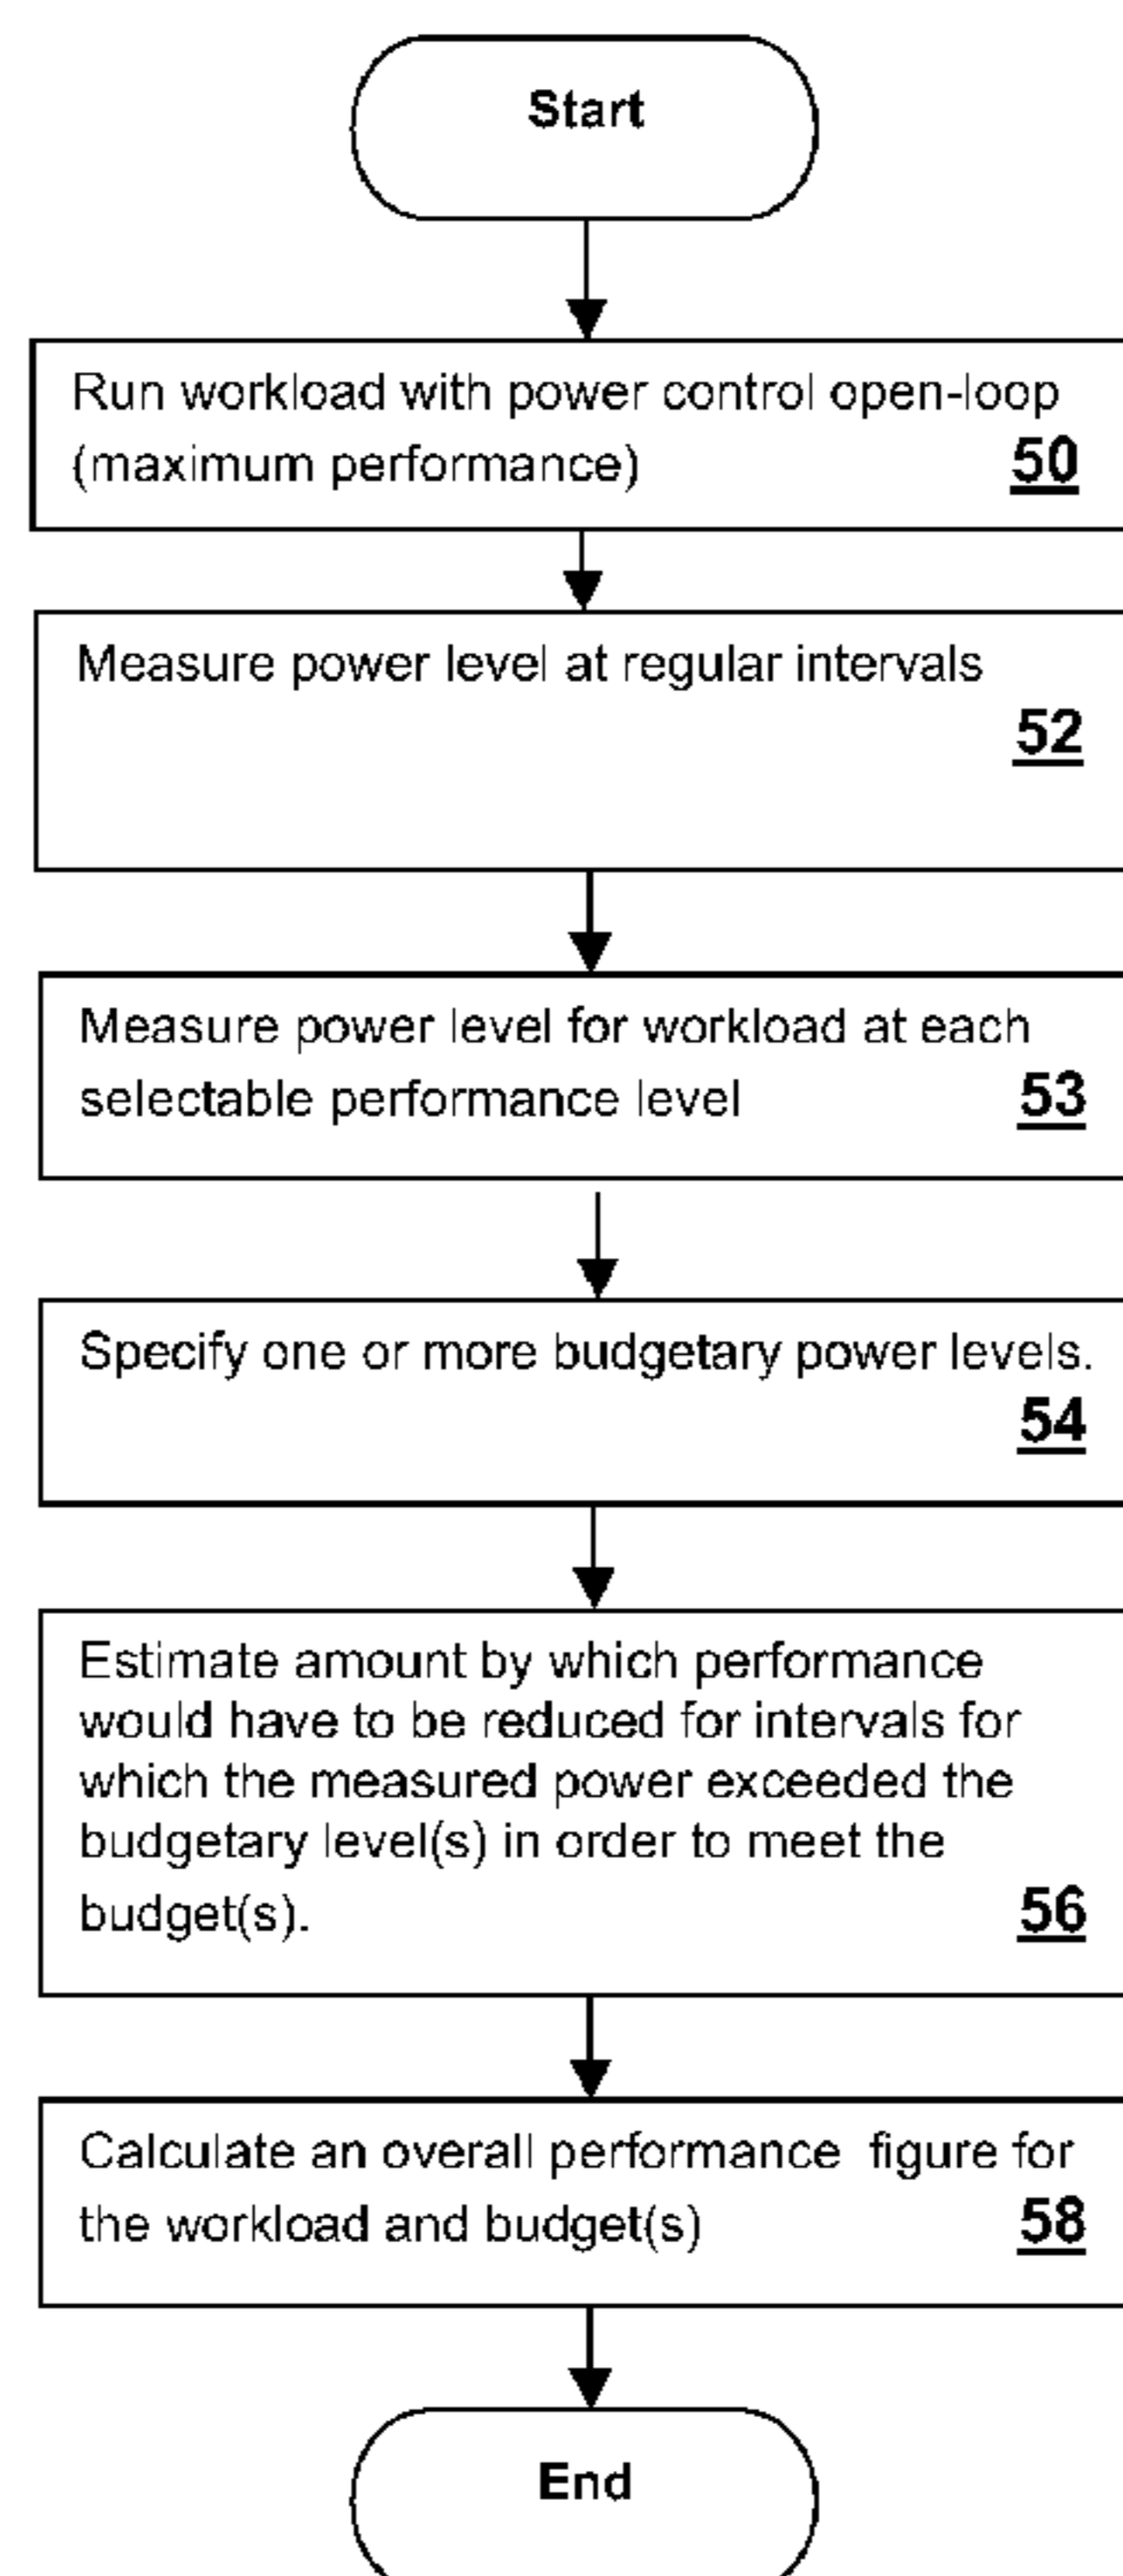 Start
Run workload with power control open-loop
(maximum performance) 50
Measure power level at regular intervals
52
Measure power level for workload at each
selectable performance level 53
Specify one or more budgetary power levels.
54
Estimate amount by which performance
would have to be reduced for intervals for
which the measured power exceeded the
budgetary level(s) in order to meet the
budget(s). 56
Calculate an overall performance figure for
the workload and budget(s) 58
End